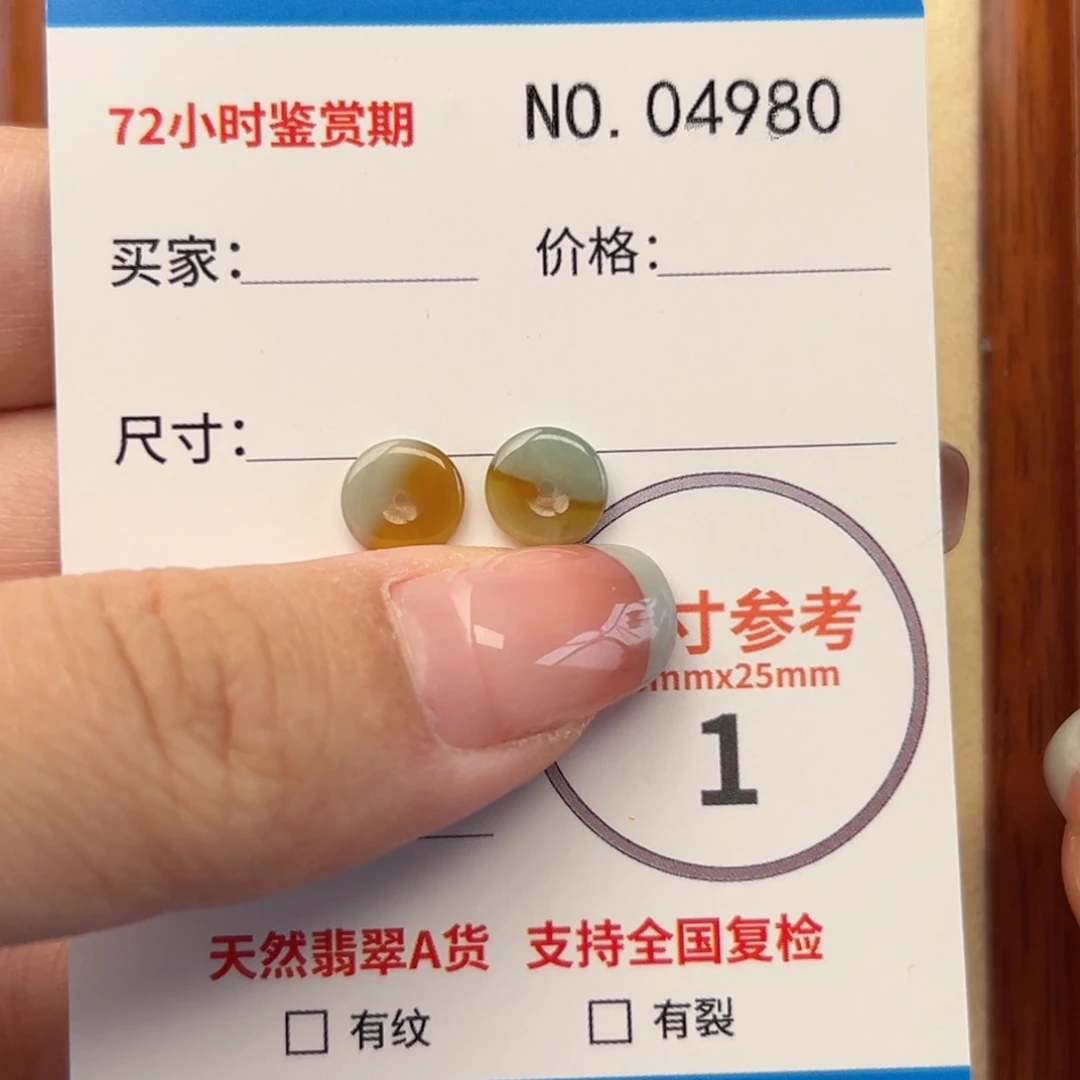 72小时鉴赏期 NO. 04980
买家： 价格：
尺寸：
寸参考
mmx25mm
1
天然翡翠A货 支持全国复检
有纹 有裂